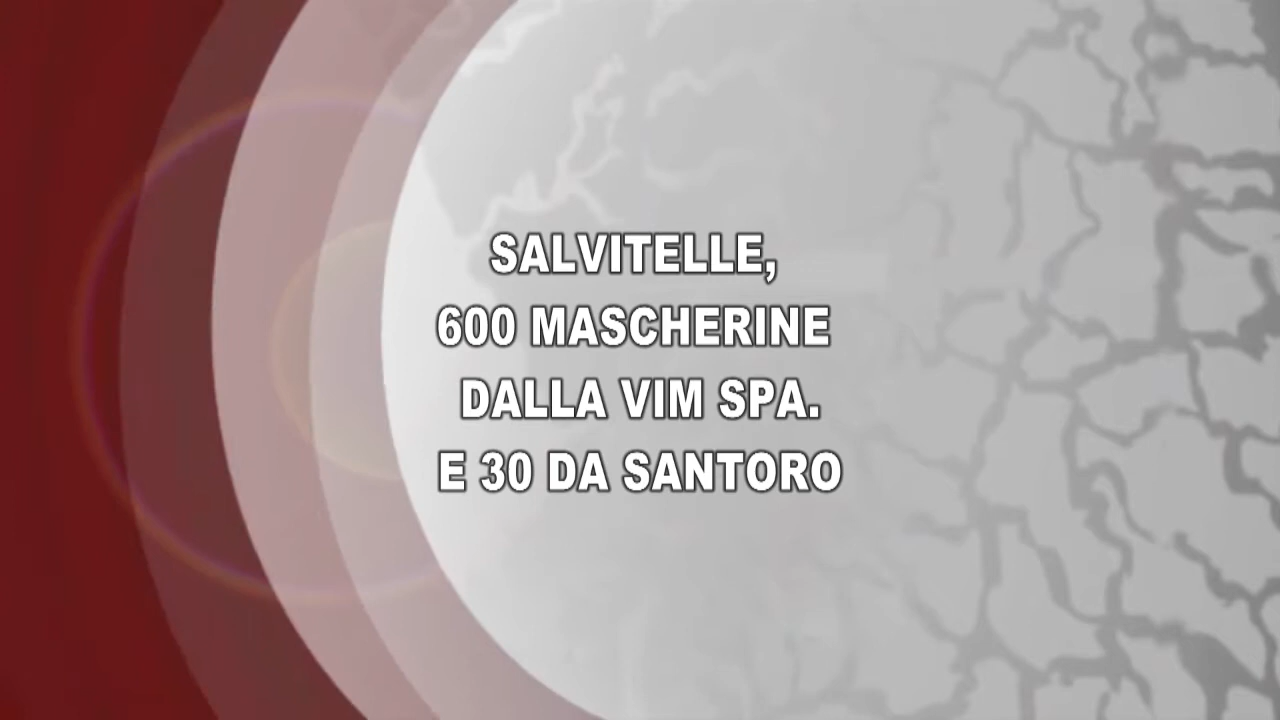 SALVITELLE,
600 MASCHERINE
DALLA VIM SPA.
E 30 DA SANTORO